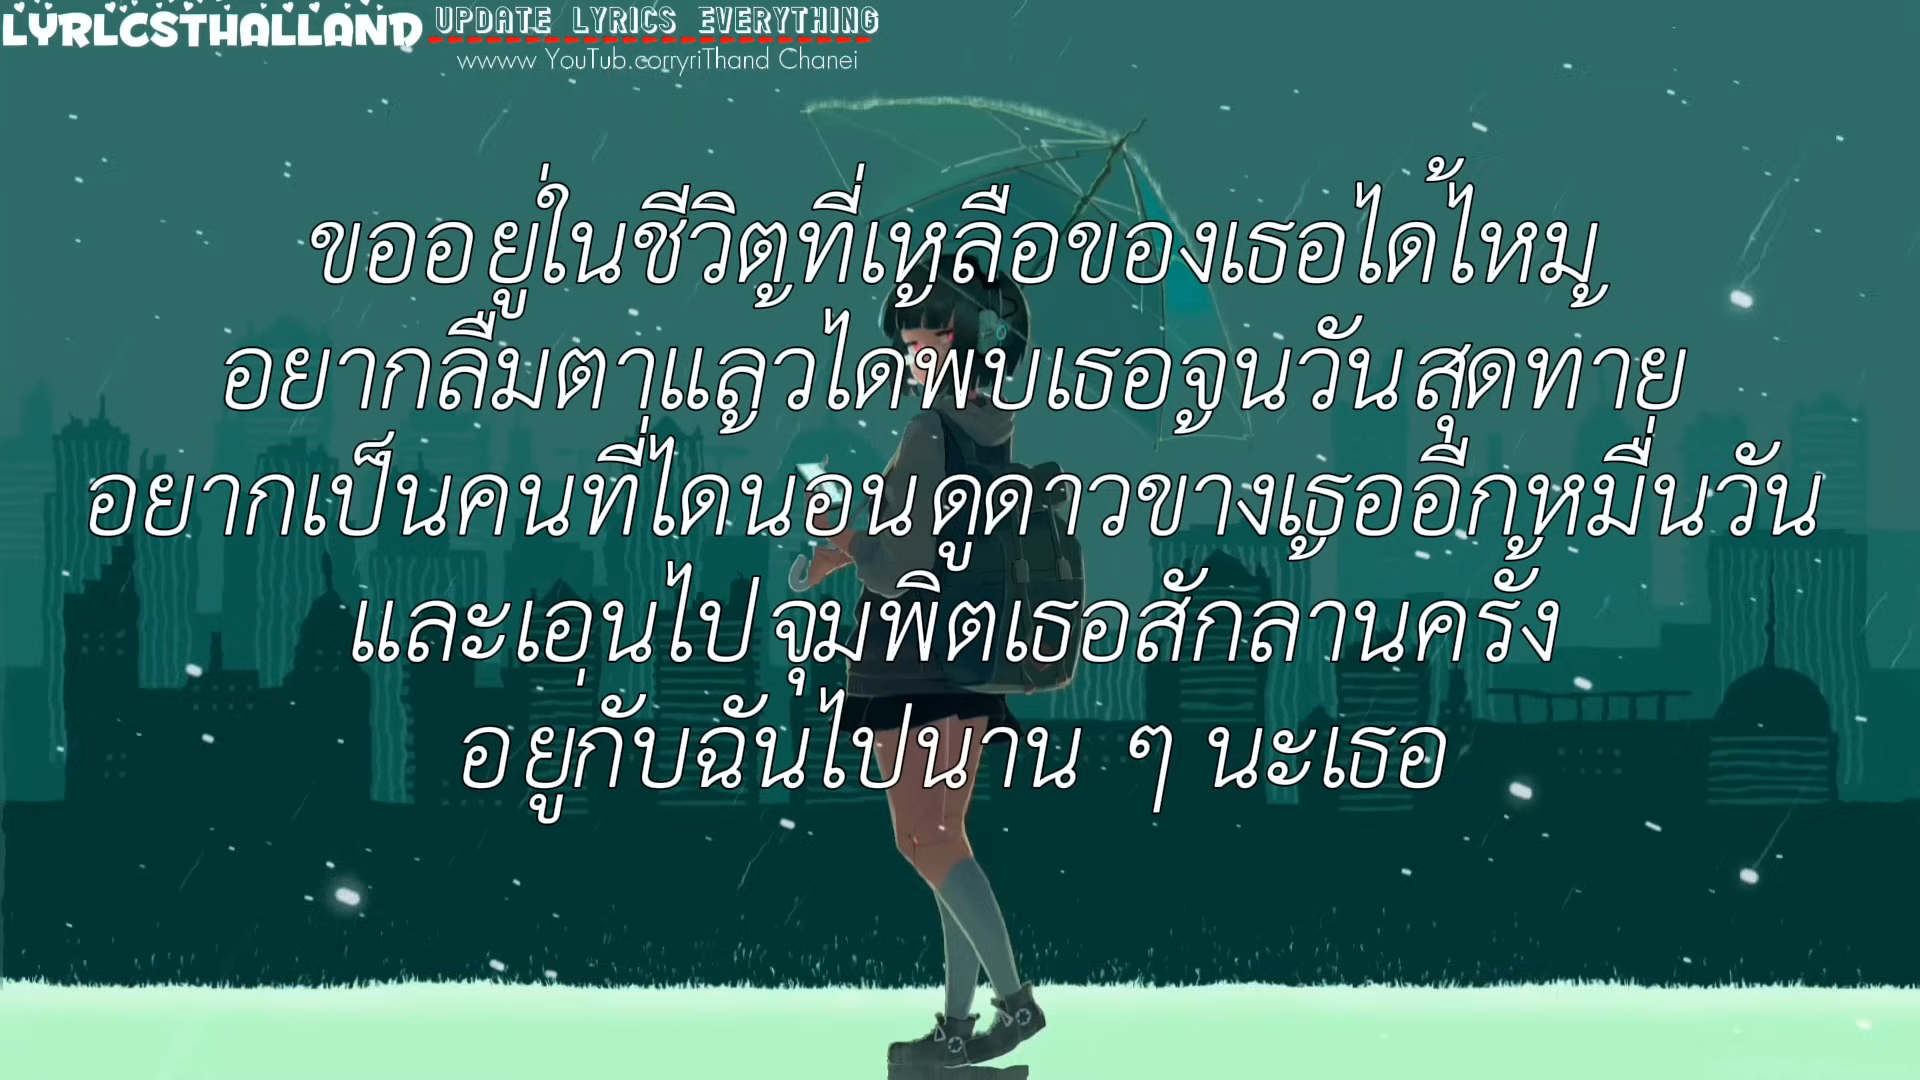 LYRLCSTHALLAND
UPDATE LYRICS EVERYTHING
wwww YouTub.corryriThand Chanei
ขออยู่ในชีวิตที่เหลือของเธอได้ไหม
อยากลืมตาแล้วได้พบเธอจนวันสุดท้าย
อยากเป็นคนที่ได้นอนดูดาวข้างเธออีกหมื่นวัน
และเอ่นไปจุมพิตเธอสักล้านครั้ง
อยู่กับฉันไปนาน ๆ นะเธอ